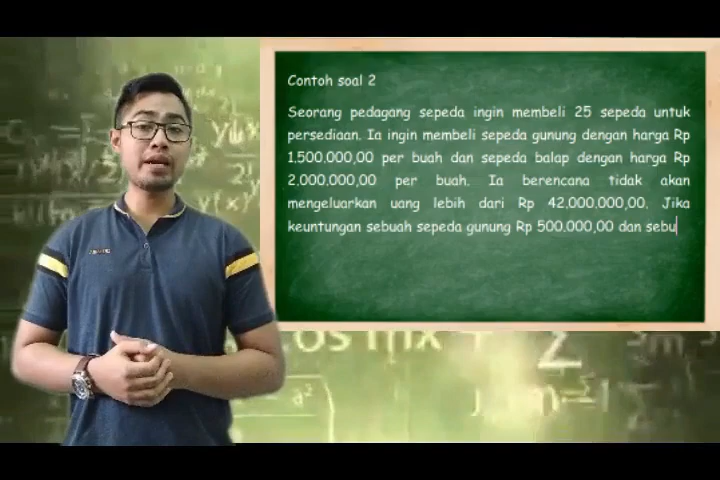 Contoh soal 2
Seorang pedagang sepeda ingin membeli 25 sepeda untuk
persediaan. Ia ingin membeli sepeda gunung dengan harga Rp
1.500.000,00 per buah dan sepeda balap dengan harga Rp
2.000.000,00 per buah. Ia berencana tidak akan
mengeluarkan uang lebih dari Rp 42.000.000,00. Jika
keuntungan sebuah sepeda gunung Rp 500.000,00 dan sebu